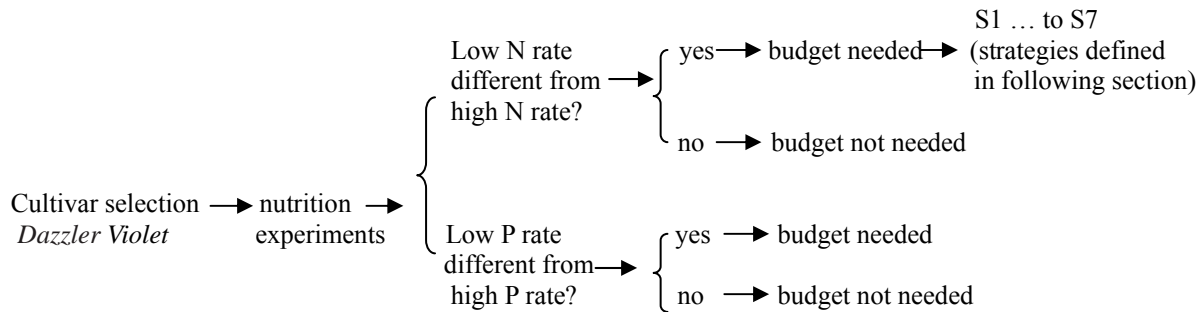 S1 … to S7
(strategies defined
in following section)
Low N rate
different from
high N rate?
yes
budget needed
no
budget not needed
Cultivar selection
Dazzler Violet
nutrition
experiments
Low P rate
different from
high P rate?
yes
budget needed
no
budget not needed